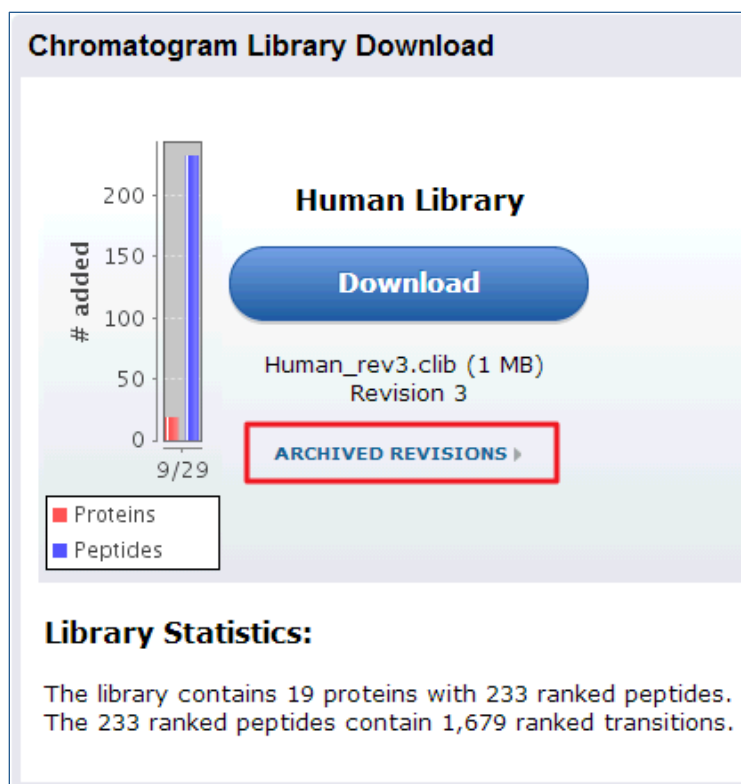 Chromatogram Library Download
200
150
100
50
0
# added
9/29
Proteins
Peptides
Human Library
Download
Human_rev3.clib (1 MB)
Revision 3
ARCHIVED REVISIONS
Library Statistics:
The library contains 19 proteins with 233 ranked peptides.
The 233 ranked peptides contain 1,679 ranked transitions.